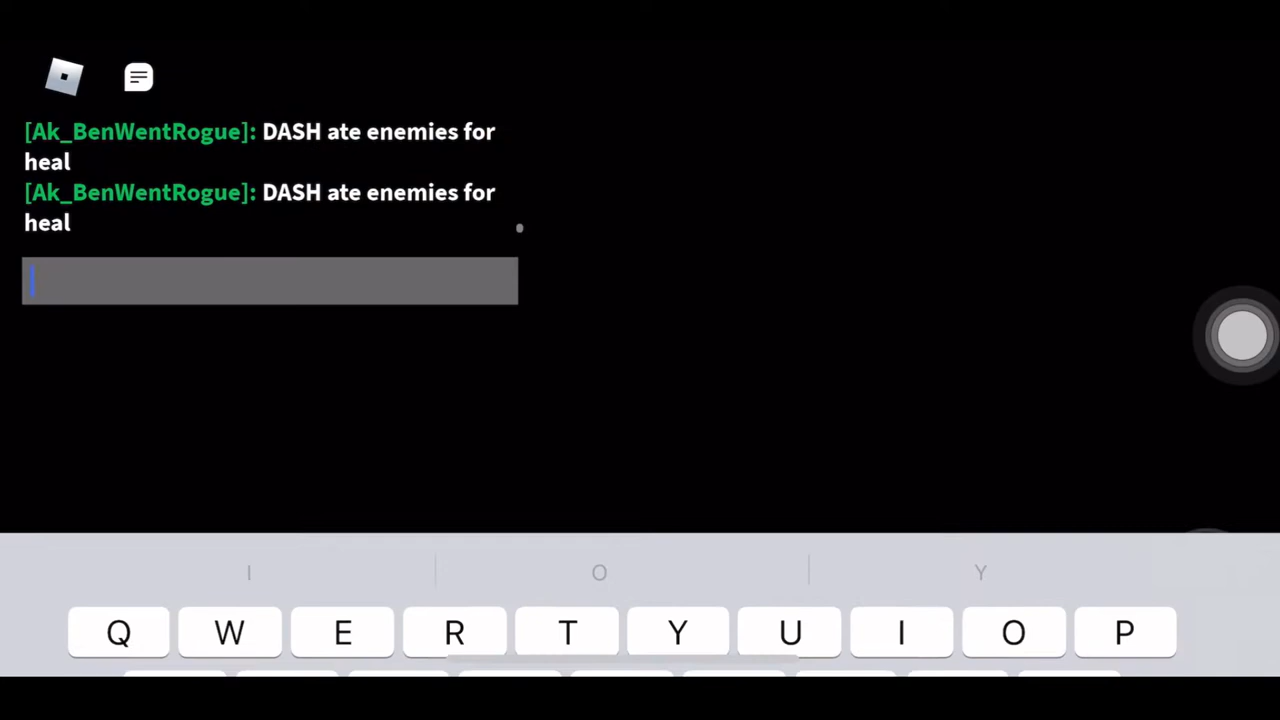 [Ak_BenWentRogue]: DASH ate enemies for
heal
[Ak_BenWentRogue]: DASH ate enemies for
heal
I O Y
Q W E R T Y U I O P